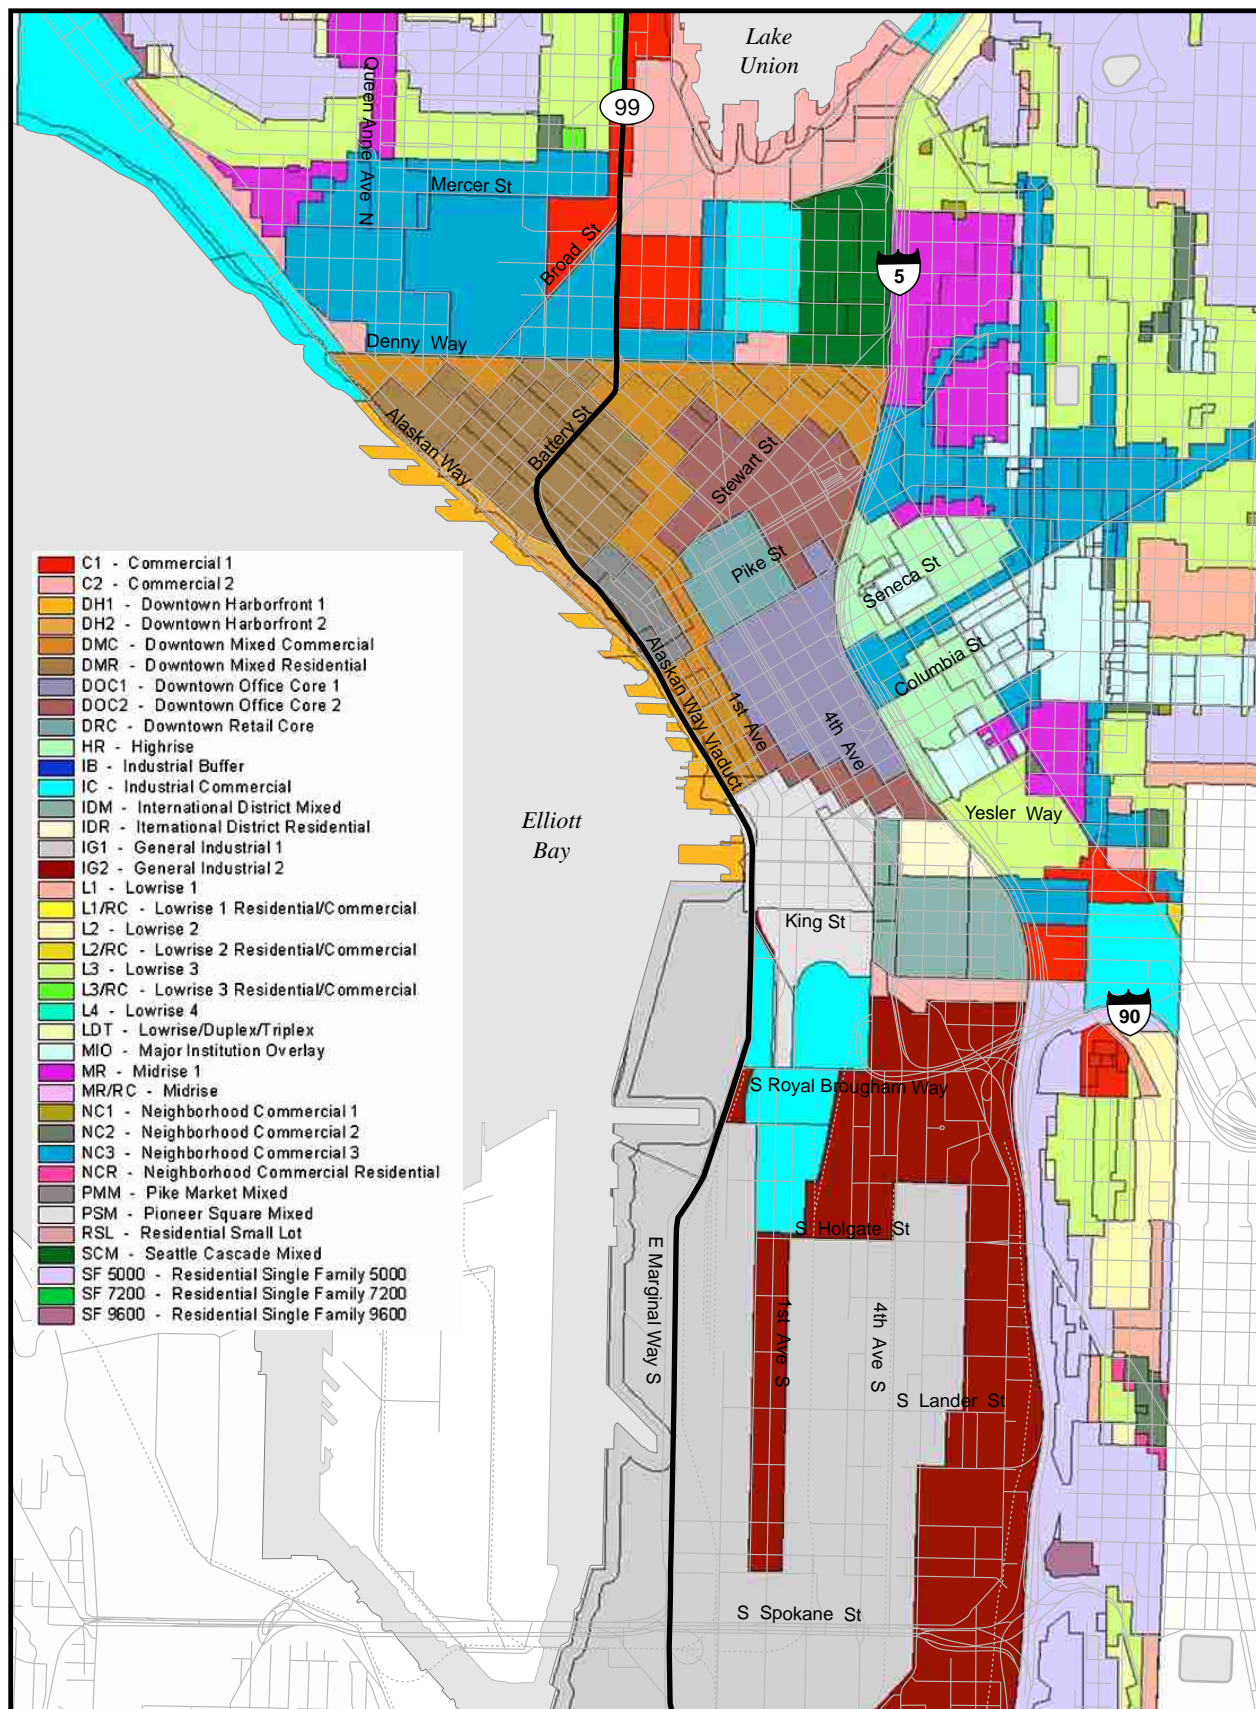 Lake
Union
99
Queen Anne Ave N
Mercer St
Broad St
5
Denny Way
Alaskan Way
Battery St
Stewart St
Pike St
Seneca St
Columbia St
Alaskan Way Viaduct
1st Ave
4th Ave
Yesler Way
Elliott
Bay
King St
90
S Royal Brougham Way
S Holgate St
E Marginal Way S
1st Ave S
4th Ave S
S Lander St
S Spokane St
C1 - Commercial 1
C2 - Commercial 2
DH1 - Downtown Harborfront 1
DH2 - Downtown Harborfront 2
DMC - Downtown Mixed Commercial
DMR - Downtown Mixed Residential
DOC1 - Downtown Office Core 1
DOC2 - Downtown Office Core 2
DRC - Downtown Retail Core
HR - Highrise
IB - Industrial Buffer
IC - Industrial Commercial
IDM - International District Mixed
IDR - Iternational District Residential
IG1 - General Industrial 1
IG2 - General Industrial 2
L1 - Lowrise 1
L1/RC - Lowrise 1 Residential/Commercial
L2 - Lowrise 2
L2/RC - Lowrise 2 Residential/Commercial
L3 - Lowrise 3
L3/RC - Lowrise 3 Residential/Commercial
L4 - Lowrise 4
LDT - Lowrise/Duplex/Triplex
MIO - Major Institution Overlay
MR - Midrise 1
MR/RC - Midrise
NC1 - Neighborhood Commercial 1
NC2 - Neighborhood Commercial 2
NC3 - Neighborhood Commercial 3
NCR - Neighborhood Commercial Residential
PMM - Pike Market Mixed
PSM - Pioneer Square Mixed
RSL - Residential Small Lot
SCM - Seattle Cascade Mixed
SF 5000 - Residential Single Family 5000
SF 7200 - Residential Single Family 7200
SF 9600 - Residential Single Family 9600